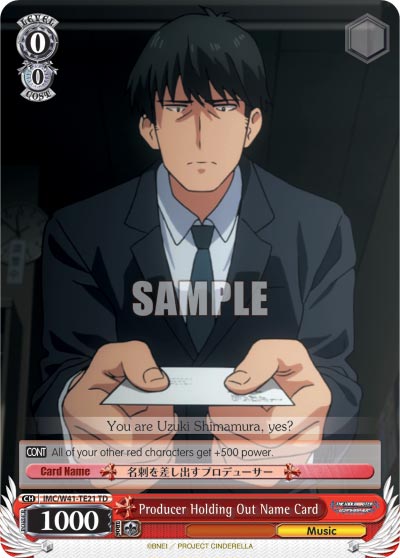 LEVEL
0
0
COST
SAMPLE
You are Uzuki Shimamura, yes?
CONT All of your other red characters get +500 power.
Card Name 名刺を差し出すプロデューサー
CH IMC/W41-TE21 TD
Producer Holding Out Name Card
1000
Music
©BNEI / PROJECT CINDERELLA